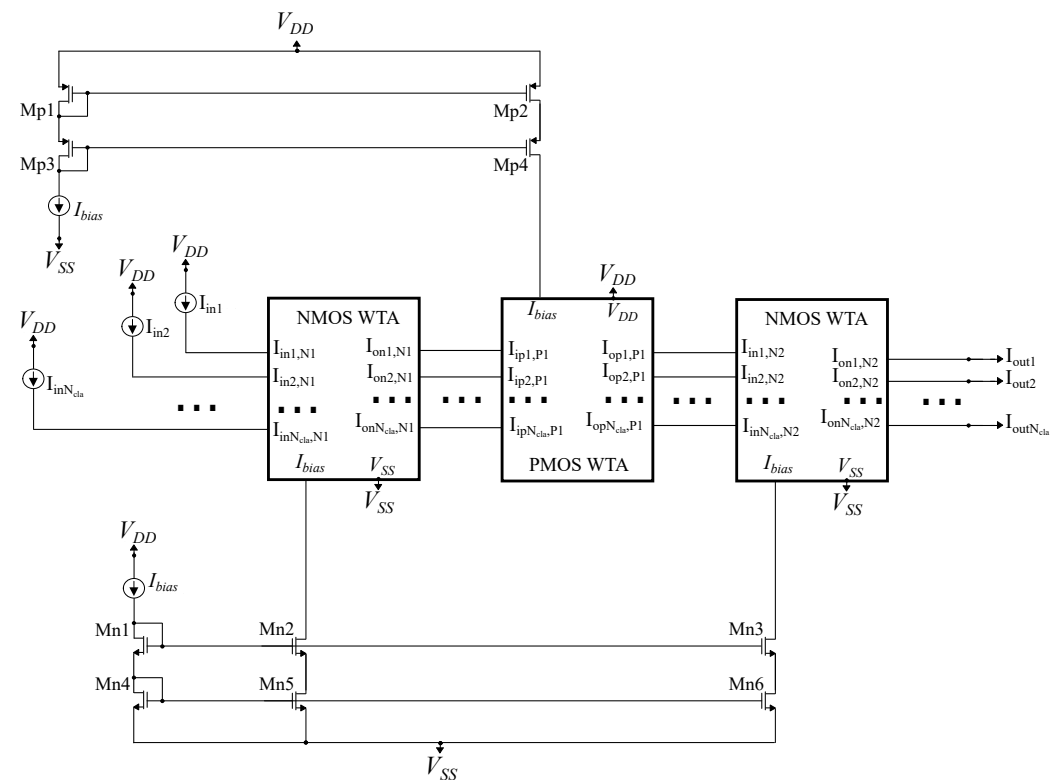 V_DD
Mp1
Mp2
Mp3
Mp4
I_bias
V_SS
V_DD
V_DD
V_DD
I_in1
I_in2
I_inN_cla
NMOS WTA
I_in1,N1
I_on1,N1
I_in2,N1
I_on2,N1
I_inN_cla,N1
I_onN_cla,N1
I_bias
V_SS
V_SS
V_DD
I_bias
V_DD
I_ip1,P1
I_op1,P1
I_ip2,P1
I_op2,P1
I_ipN_cla,P1
I_opN_cla,P1
PMOS WTA
NMOS WTA
I_in1,N2
I_on1,N2
I_in2,N2
I_on2,N2
I_inN_cla,N2
I_onN_cla,N2
I_bias
V_SS
V_SS
I_out1
I_out2
I_outN_cla
V_DD
I_bias
Mn1
Mn2
Mn3
Mn4
Mn5
Mn6
V_SS